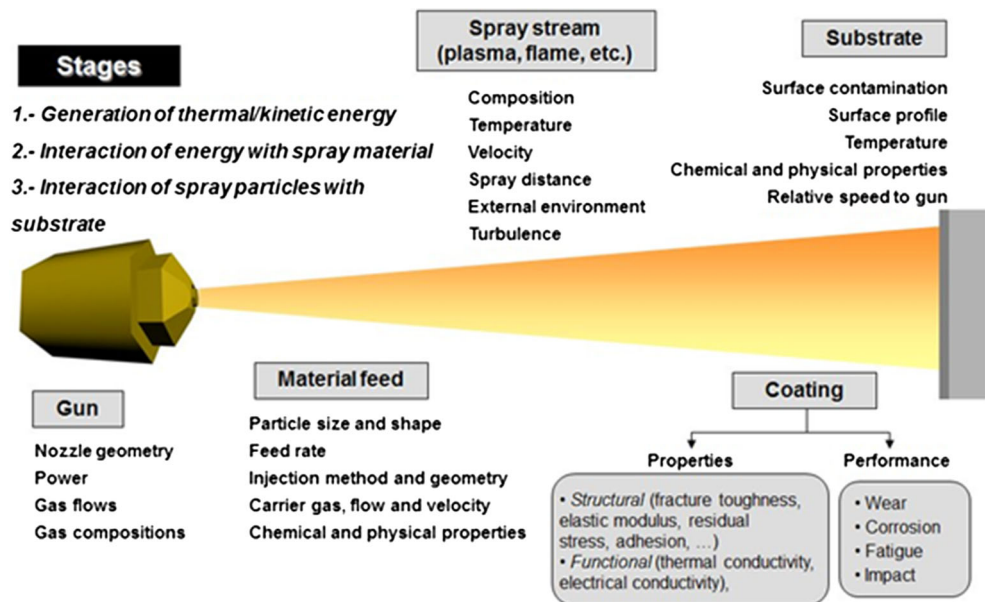 Stages
1.- Generation of thermal/kinetic energy
2.- Interaction of energy with spray material
3.- Interaction of spray particles with
substrate
Spray stream
(plasma, flame, etc.)
Composition
Temperature
Velocity
Spray distance
External environment
Turbulence
Substrate
Surface contamination
Surface profile
Temperature
Chemical and physical properties
Relative speed to gun
Gun
Nozzle geometry
Power
Gas flows
Gas compositions
Material feed
Particle size and shape
Feed rate
Injection method and geometry
Carrier gas, flow and velocity
Chemical and physical properties
Coating
Properties
• Structural (fracture toughness,
elastic modulus, residual
stress, adhesion, ...)
• Functional (thermal conductivity,
electrical conductivity),
Performance
• Wear
• Corrosion
• Fatigue
• Impact